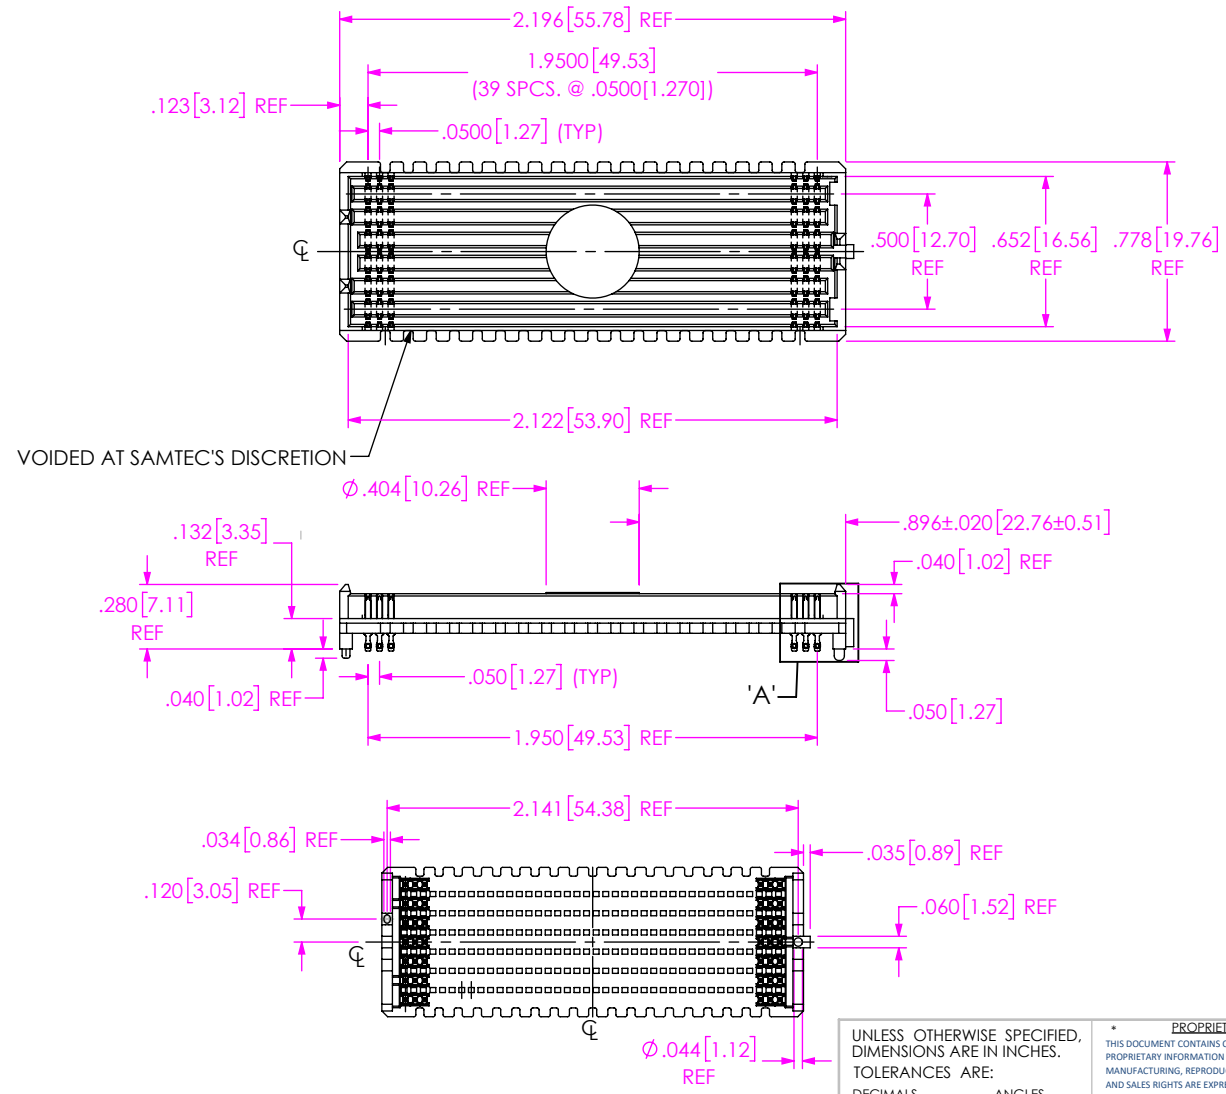 2.196[55.78] REF
1.9500[49.53]
(39 SPCS. @ .0500[1.270])
.123[3.12] REF
.0500[1.27] (TYP)
℄
.500[12.70]
REF
.652[16.56]
REF
.778[19.76]
REF
2.122[53.90] REF
VOIDED AT SAMTEC'S DISCRETION
Ø.404[10.26] REF
.896±.020[22.76±0.51]
.132[3.35]
REF
.040[1.02] REF
.280[7.11]
REF
.040[1.02] REF
.050[1.27] (TYP)
'A'
.050[1.27]
1.950[49.53] REF
2.141[54.38] REF
.034[0.86] REF
.035[0.89] REF
.120[3.05] REF
.060[1.52] REF
℄
℄
Ø.044[1.12]
REF
UNLESS OTHERWISE SPECIFIED,
DIMENSIONS ARE IN INCHES.
TOLERANCES ARE:
DECIMALS ANGLES
* PROPRIET
THIS DOCUMENT CONTAINS
PROPRIETARY INFORMATION
MANUFACTURING, REPRODU
AND SALES RIGHTS ARE EXPRE